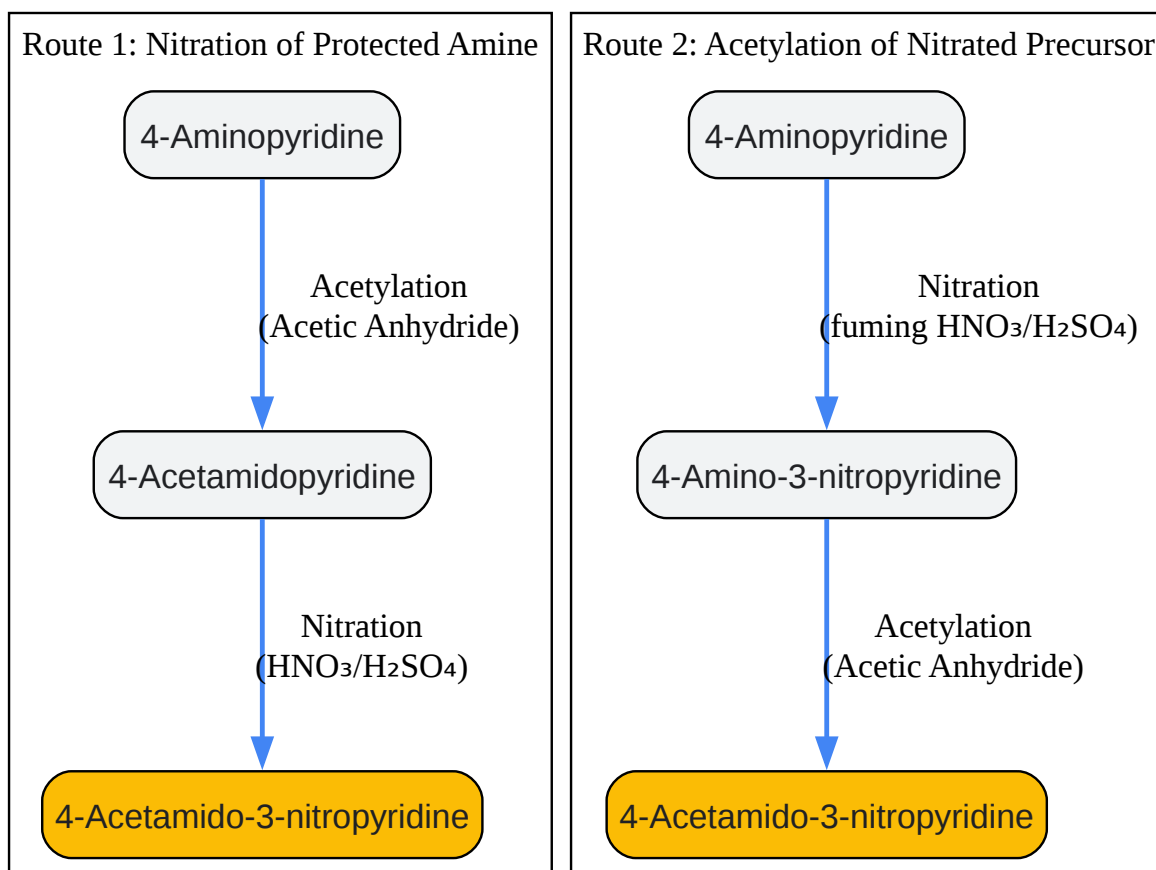 Route 1: Nitration of Protected Amine
4-Aminopyridine
Acetylation
(Acetic Anhydride)
4-Acetamidopyridine
Nitration
(HNO₃/H₂SO₄)
4-Acetamido-3-nitropyridine
Route 2: Acetylation of Nitrated Precursor
4-Aminopyridine
Nitration
(fuming HNO₃/H₂SO₄)
4-Amino-3-nitropyridine
Acetylation
(Acetic Anhydride)
4-Acetamido-3-nitropyridine